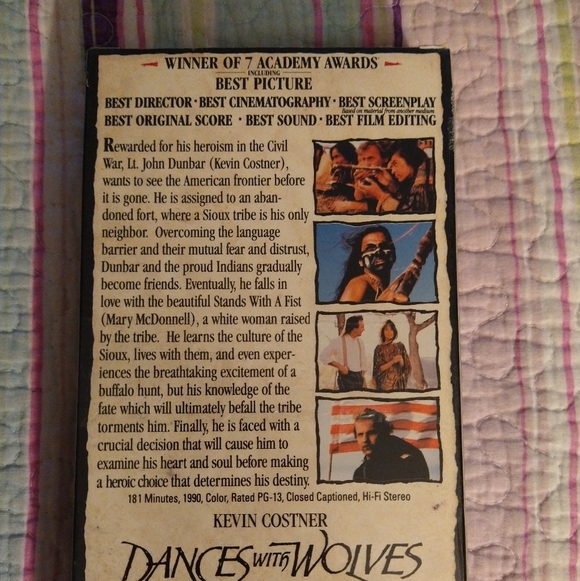 WINNER OF 7 ACADEMY AWARDS
INCLUDING
BEST PICTURE
BEST DIRECTOR · BEST CINEMATOGRAPHY · BEST SCREENPLAY
Based on material from another medium
BEST ORIGINAL SCORE · BEST SOUND · BEST FILM EDITING
Rewarded for his heroism in the Civil
War, Lt. John Dunbar (Kevin Costner),
wants to see the American frontier before
it is gone. He is assigned to an aban-
doned fort, where a Sioux tribe is his only
neighbor. Overcoming the language
barrier and their mutual fear and distrust,
Dunbar and the proud Indians gradually
become friends. Eventually, he falls in
love with the beautiful Stands With A Fist
(Mary McDonnell), a white woman raised
by the tribe. He learns the culture of the
Sioux, lives with them, and even exper-
iences the breathtaking excitement of a
buffalo hunt, but his knowledge of the
fate which will ultimately befall the tribe
torments him. Finally, he is faced with a
crucial decision that will cause him to
examine his heart and soul before making
a heroic choice that determines his destiny.
181 Minutes, 1990, Color, Rated PG-13, Closed Captioned, Hi-Fi Stereo
KEVIN COSTNER
DANCES WITH WOLVES